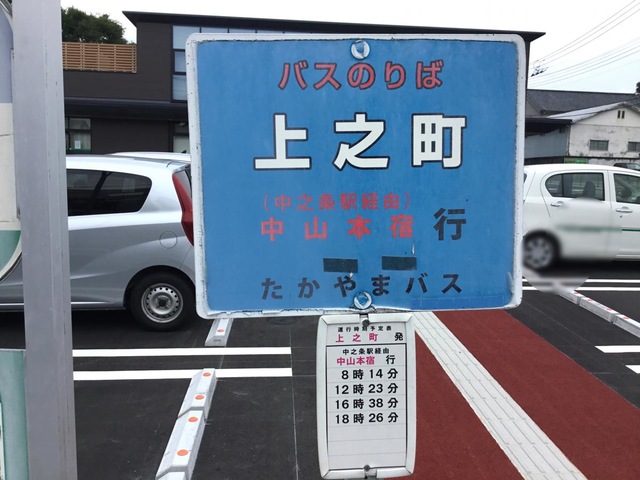 バスのりば
上之町
(中之条駅経由)
中山本宿 行
たかやまバス
運行時刻予定表
上之町 発
中之条駅経由
中山本宿 行
8時14分
12時23分
16時38分
18時26分